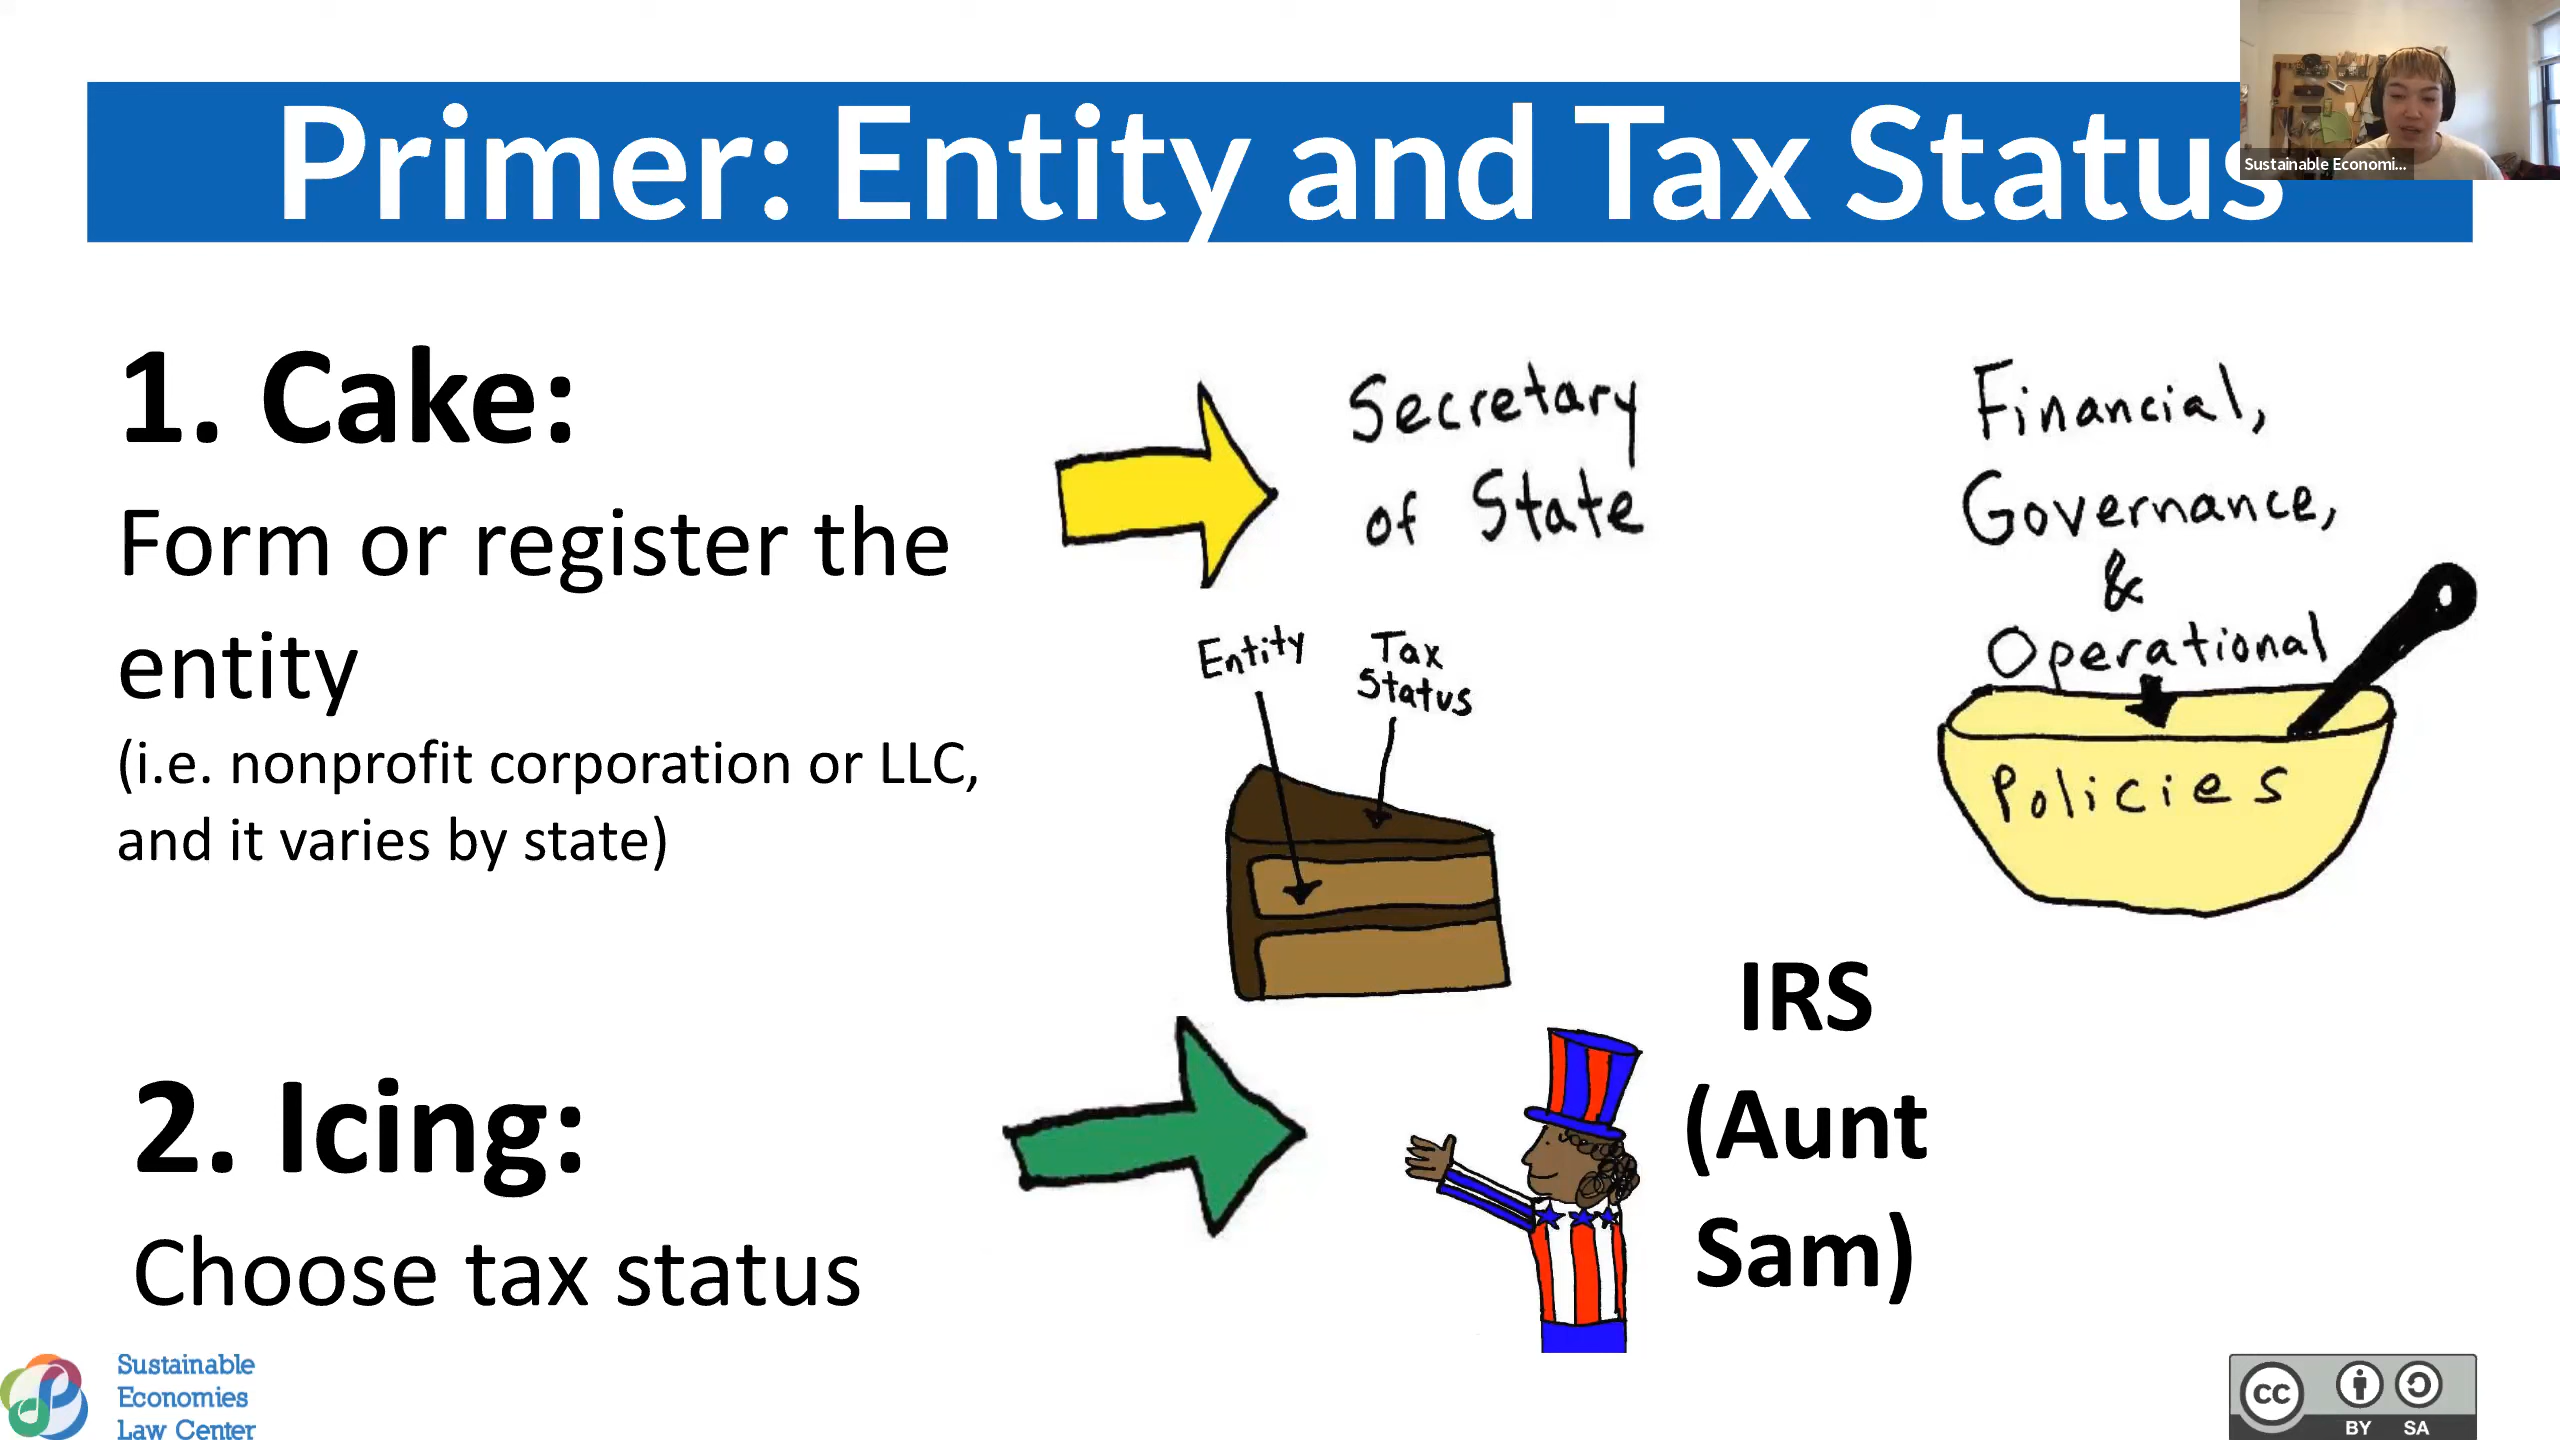 Primer: Entity and Tax Status
Sustainable Economi...
1. Cake:
Form or register the
entity
(i.e. nonprofit corporation or LLC,
and it varies by state)
Secretary
of State
Entity
Tax
Status
Financial,
Governance,
&
Operational
Policies
2. Icing:
Choose tax status
IRS
(Aunt
Sam)
Sustainable
Economies
Law Center
cc
BY SA